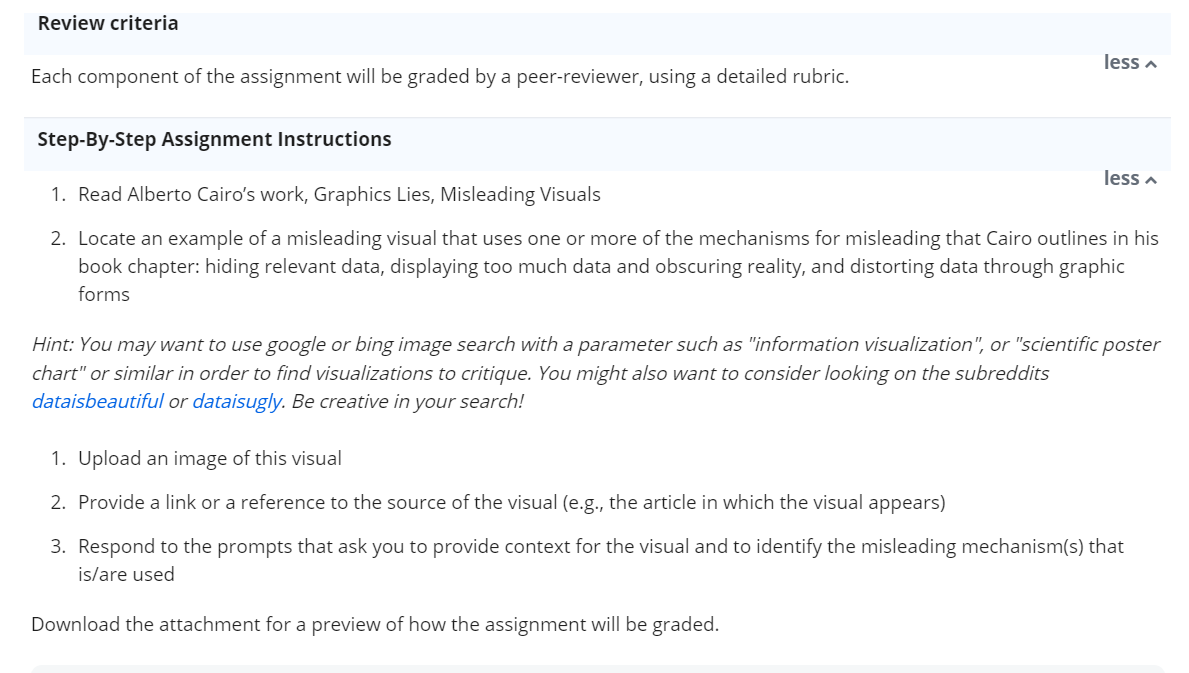 Review criteria
less
Each component of the assignment will be graded by a peer-reviewer, using a detailed rubric.
Step-By-Step Assignment Instructions
less
1. Read Alberto Cairo’s work, Graphics Lies, Misleading Visuals
2. Locate an example of a misleading visual that uses one or more of the mechanisms for misleading that Cairo outlines in his
book chapter: hiding relevant data, displaying too much data and obscuring reality, and distorting data through graphic
forms
Hint: You may want to use google or bing image search with a parameter such as "information visualization", or "scientific poster
chart" or similar in order to find visualizations to critique. You might also want to consider looking on the subreddits
dataisbeautiful or dataisugly. Be creative in your search!
1. Upload an image of this visual
2. Provide a link or a reference to the source of the visual (e.g., the article in which the visual appears)
3. Respond to the prompts that ask you to provide context for the visual and to identify the misleading mechanism(s) that
is/are used
Download the attachment for a preview of how the assignment will be graded.